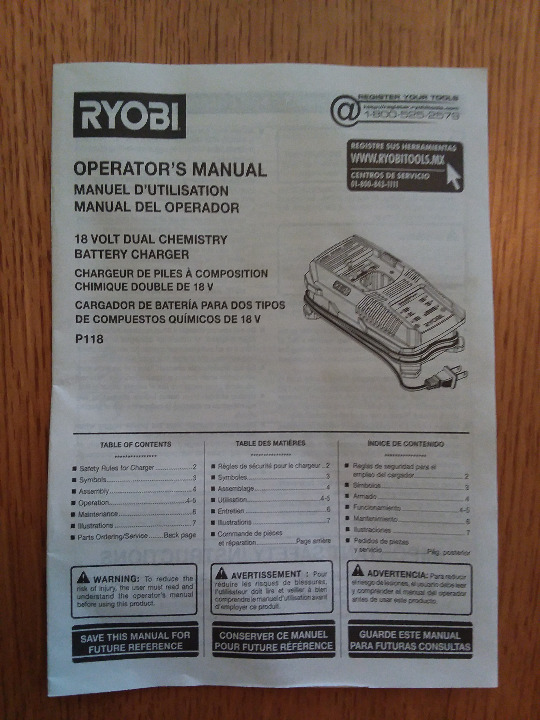 RYOBI
REGISTER YOUR TOOLS
http://register.ryobitools.com
1-800-525-2579
OPERATOR'S MANUAL
MANUEL D'UTILISATION
MANUAL DEL OPERADOR
REGISTRE SUS HERRAMIENTAS
WWW.RYOBITOOLS.MX
CENTROS DE SERVICIO
01-800-843-1111
18 VOLT DUAL CHEMISTRY
BATTERY CHARGER
CHARGEUR DE PILES À COMPOSITION
CHIMIQUE DOUBLE DE 18 V
CARGADOR DE BATERÍA PARA DOS TIPOS
DE COMPUESTOS QUÍMICOS DE 18 V
P118
RYOBI
TABLE OF CONTENTS
***************
■ Safety Rules for Charger ................2
■ Symbols................................3
■ Assembly...............................4
■ Operation............................4-5
■ Maintenance............................6
■ Illustrations..........................7
■ Parts Ordering/Service.......Back page
WARNING: To reduce the
risk of injury, the user must read and
understand the operator's manual
before using this product.
SAVE THIS MANUAL FOR
FUTURE REFERENCE
TABLE DES MATIÈRES
***************
■ Règles de sécurité pour le chargeur ..2
■ Symboles...............................3
■ Assemblage.............................4
■ Utilisation..........................4-5
■ Entretien..............................6
■ Illustrations..........................7
■ Commande de pièces
et réparation................Page arrière
AVERTISSEMENT : Pour
réduire les risques de blessures,
l'utilisateur doit lire et veiller à bien
comprendre le manuel d'utilisation avant
d'employer ce produit.
CONSERVER CE MANUEL
POUR FUTURE RÉFÉRENCE
ÍNDICE DE CONTENIDO
***************
■ Reglas de seguridad para el
empleo del cargador......................2
■ Símbolos...............................3
■ Armado.................................4
■ Funcionamiento.......................4-5
■ Mantenimiento..........................6
■ Ilustraciones..........................7
■ Pedidos de piezas
y servicio....................Pág. posterior
ADVERTENCIA: Para reducir
el riesgo de lesiones, el usuario debe leer
y comprender el manual del operador
antes de usar este producto.
GUARDE ESTE MANUAL
PARA FUTURAS CONSULTAS